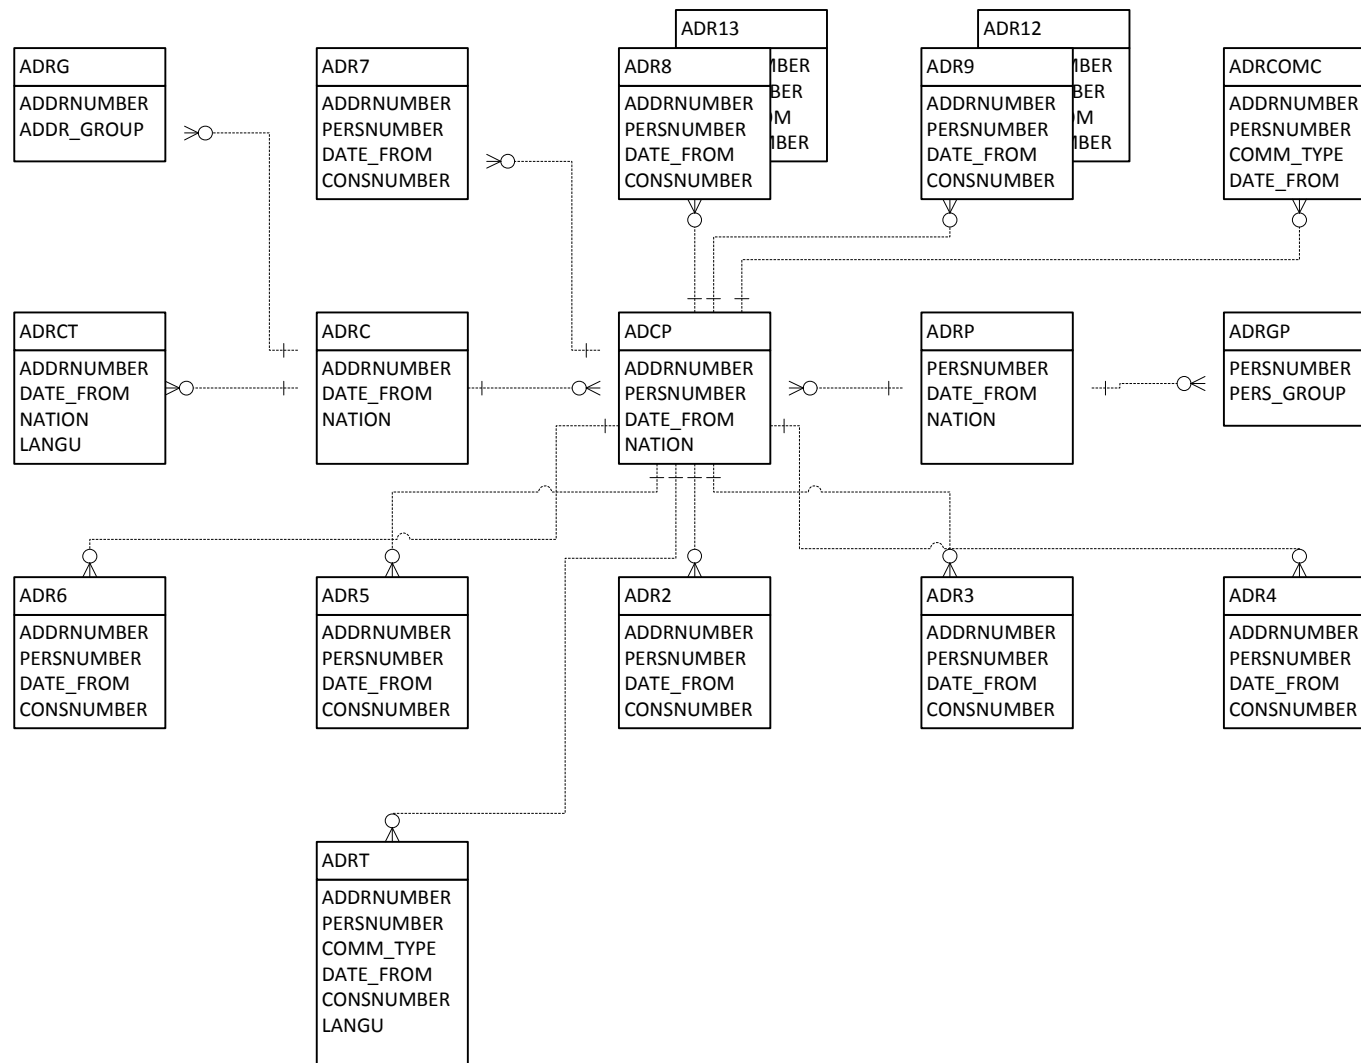 ADRG
ADDRNUMBER
ADDR_GROUP
ADR7
ADDRNUMBER
PERSNUMBER
DATE_FROM
CONSNUMBER
ADR13
ADR8
ADDRNUMBER
PERSNUMBER
DATE_FROM
CONSNUMBER
ADR12
ADR9
ADDRNUMBER
PERSNUMBER
DATE_FROM
CONSNUMBER
ADRCOMC
ADDRNUMBER
PERSNUMBER
COMM_TYPE
DATE_FROM
ADRCT
ADDRNUMBER
DATE_FROM
NATION
LANGU
ADRC
ADDRNUMBER
DATE_FROM
NATION
ADCP
ADDRNUMBER
PERSNUMBER
DATE_FROM
NATION
ADRP
PERSNUMBER
DATE_FROM
NATION
ADRGP
PERSNUMBER
PERS_GROUP
ADR6
ADDRNUMBER
PERSNUMBER
DATE_FROM
CONSNUMBER
ADR5
ADDRNUMBER
PERSNUMBER
DATE_FROM
CONSNUMBER
ADR2
ADDRNUMBER
PERSNUMBER
DATE_FROM
CONSNUMBER
ADR3
ADDRNUMBER
PERSNUMBER
DATE_FROM
CONSNUMBER
ADR4
ADDRNUMBER
PERSNUMBER
DATE_FROM
CONSNUMBER
ADRT
ADDRNUMBER
PERSNUMBER
COMM_TYPE
DATE_FROM
CONSNUMBER
LANGU